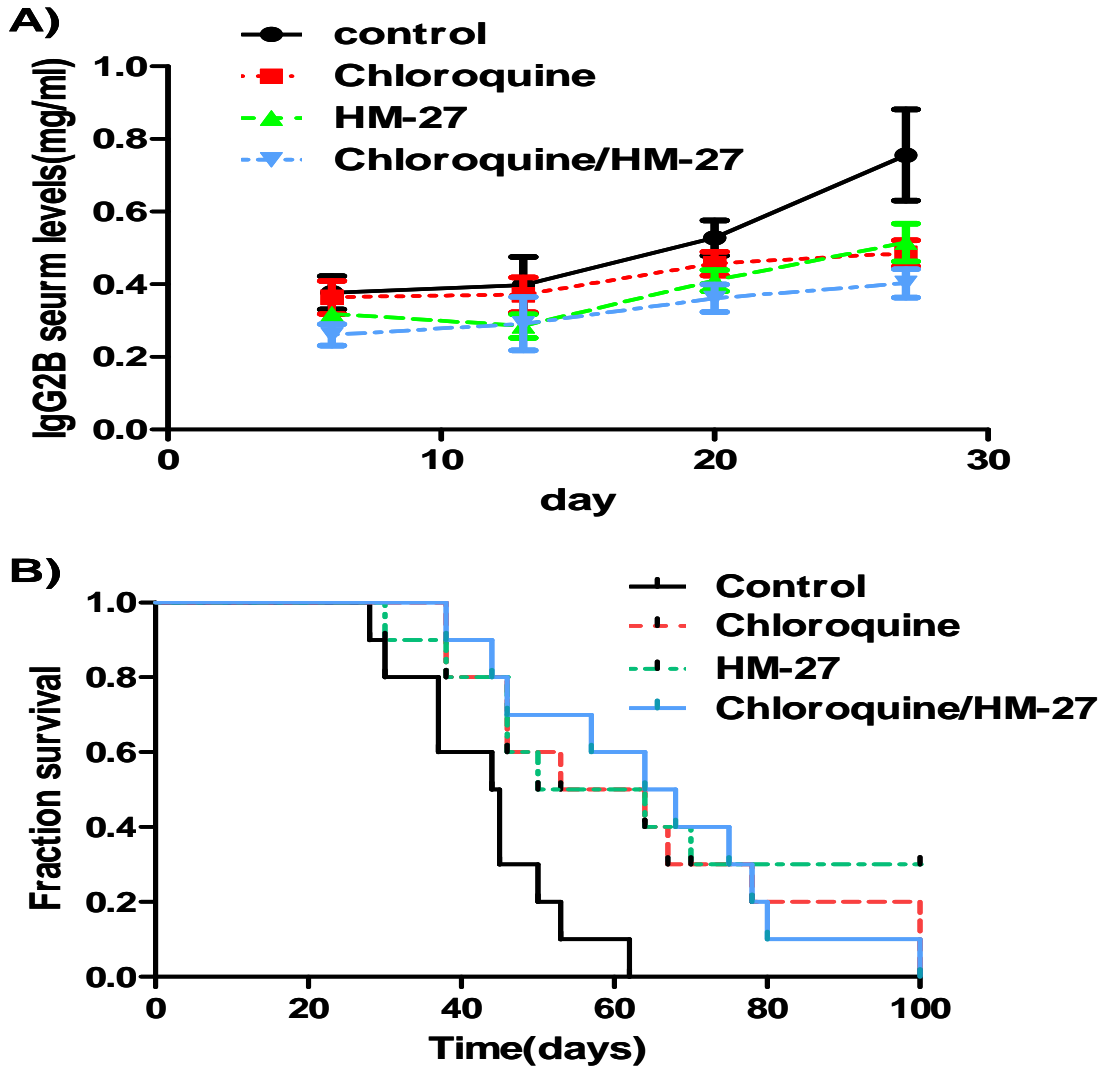 A)
control
Chloroquine
HM-27
Chloroquine/HM-27
IgG2B seurm levels(mg/ml)
1.0
0.8
0.6
0.4
0.2
0.0
0 10 20 30
day
B)
Control
Chloroquine
HM-27
Chloroquine/HM-27
Fraction survival
1.0
0.8
0.6
0.4
0.2
0.0
0 20 40 60 80 100
Time(days)